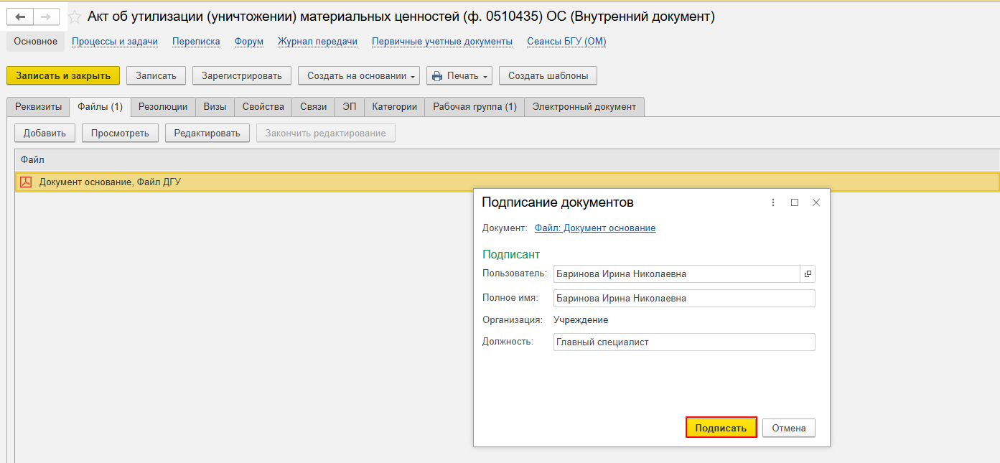 Акт об утилизации (уничтожении) материальных ценностей (ф. 0510435) ОС (Внутренний документ)
Основное Процессы и задачи Переписка Форум Журнал передачи Первичные учетные документы Сеансы БГУ (ОМ)
Записать и закрыть Записать Зарегистрировать Создать на основании Печать Создать шаблоны
Реквизиты Файлы (1) Резолюции Визы Свойства Связи ЭП Категории Рабочая группа (1) Электронный документ
Добавить Просмотреть Редактировать Закончить редактирование
Файл
Документ основание, Файл ДГУ
Подписание документов
Документ: Файл: Документ основание
Подписант
Пользователь: Баринова Ирина Николаевна
Полное имя: Баринова Ирина Николаевна
Организация: Учреждение
Должность: Главный специалист
Подписать Отмена